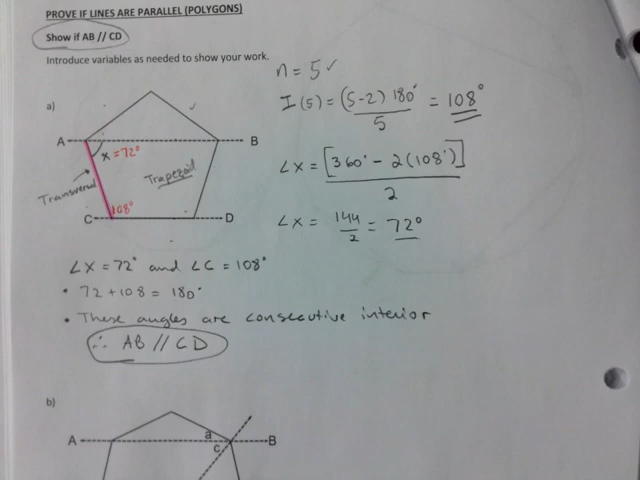 PROVE IF LINES ARE PARALLEL (POLYGONS)
Show if AB // CD
Introduce variables as needed to show your work.
n = 5 ✓
a)
I(5) = (5-2) 180° = 108°
5
A
B
x = 72°
Transversal
Trapezoid
108°
C
D
∠x = [360° - 2(108°)]
2
∠x = 144 = 72°
2
∠x = 72° and ∠C = 108°
• 72 + 108 = 180°
• These angles are consecutive interior
∴ AB // CD
b)
A
a
B
c